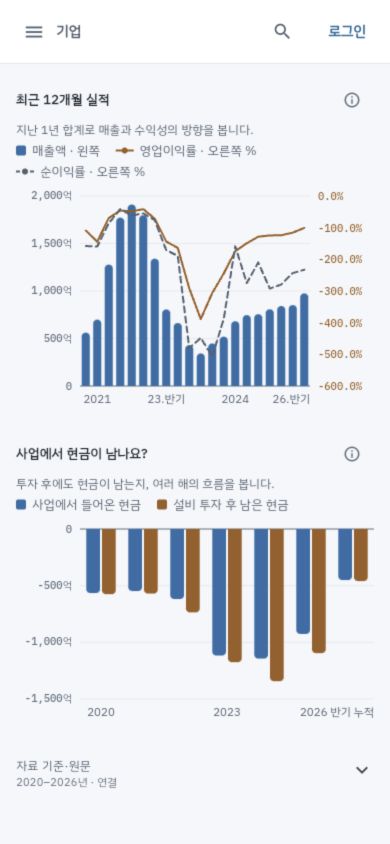 기업
로그인
최근 12개월 실적
지난 1년 합계로 매출과 수익성의 방향을 봅니다.
매출액 · 왼쪽 영업이익률 · 오른쪽 %
순이익률 · 오른쪽 %
2,000억 0.0%
1,500억 -100.0%
-200.0%
1,000억 -300.0%
500억 -400.0%
-500.0%
0 -600.0%
2021 23.반기 2024 26.반기
사업에서 현금이 남나요?
투자 후에도 현금이 남는지, 여러 해의 흐름을 봅니다.
사업에서 들어온 현금 설비 투자 후 남은 현금
0
-500억
-1,000억
-1,500억
2020 2023 2026 반기 누적
자료 기준·원문
2020–2026년 · 연결